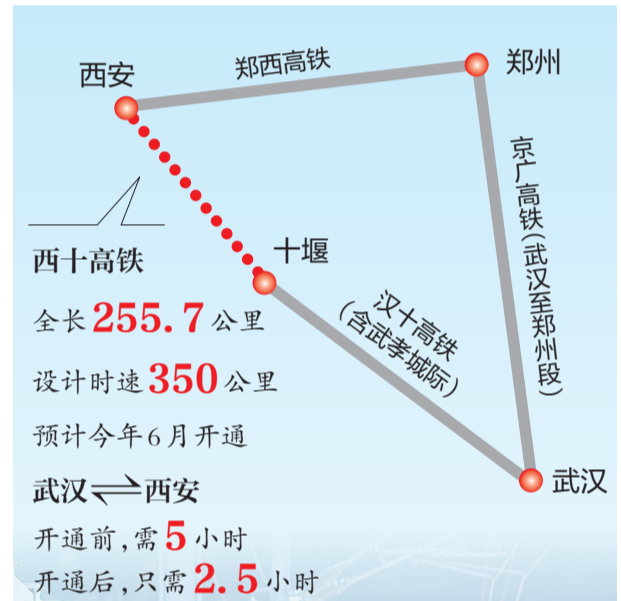 西安
郑西高铁
郑州
京广高铁(武汉至郑州段)
十堰
汉十高铁
(含武孝城际)
武汉
西十高铁
全长255.7公里
设计时速350公里
预计今年6月开通
武汉⇌西安
开通前,需5小时
开通后,只需2.5小时